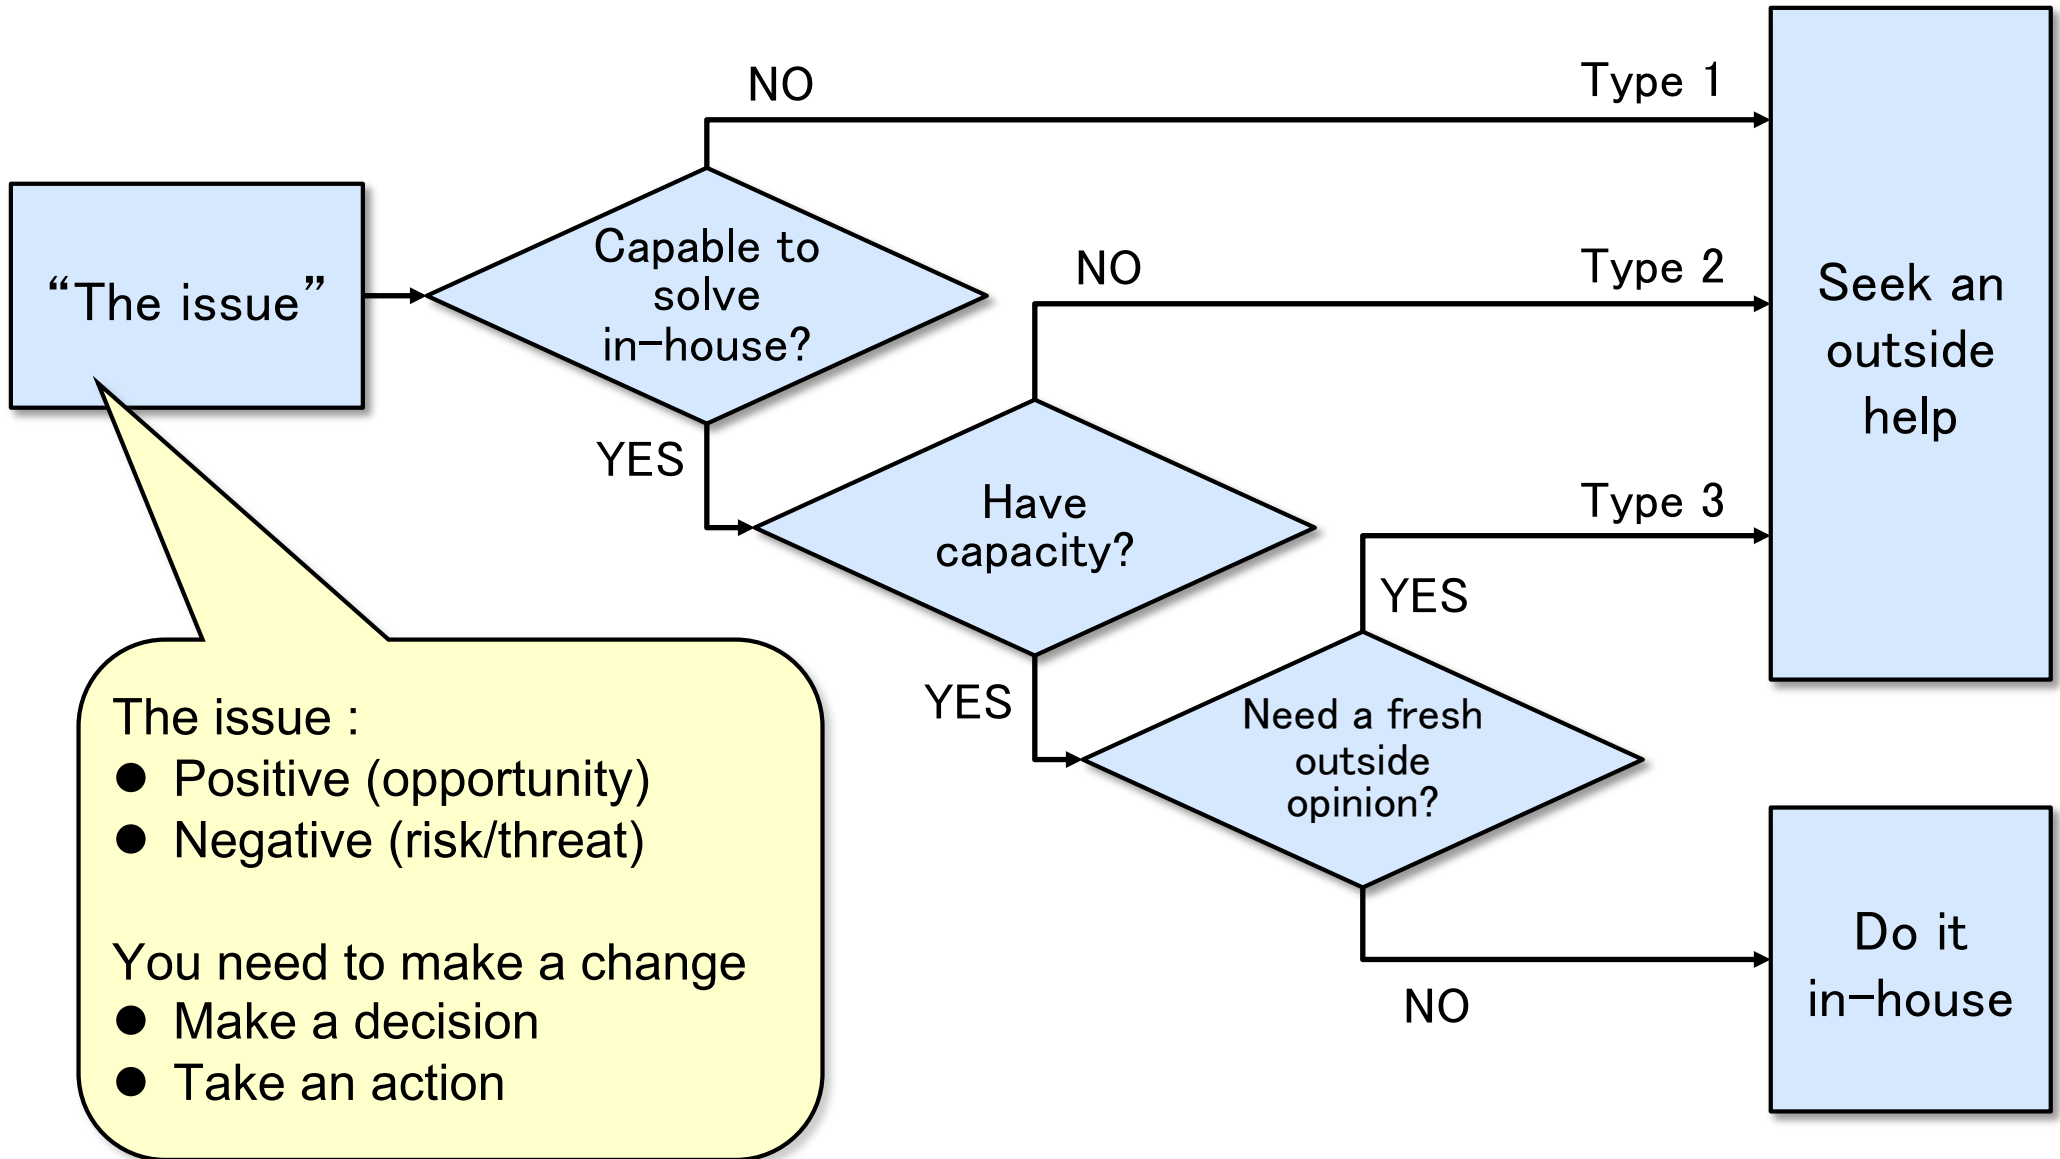 “The issue”
Capable to
solve
in-house?
NO
Type 1
YES
Have
capacity?
NO
Type 2
YES
Need a fresh
outside
opinion?
YES
Type 3
NO
Seek an
outside
help
Do it
in-house
The issue :
● Positive (opportunity)
● Negative (risk/threat)
You need to make a change
● Make a decision
● Take an action